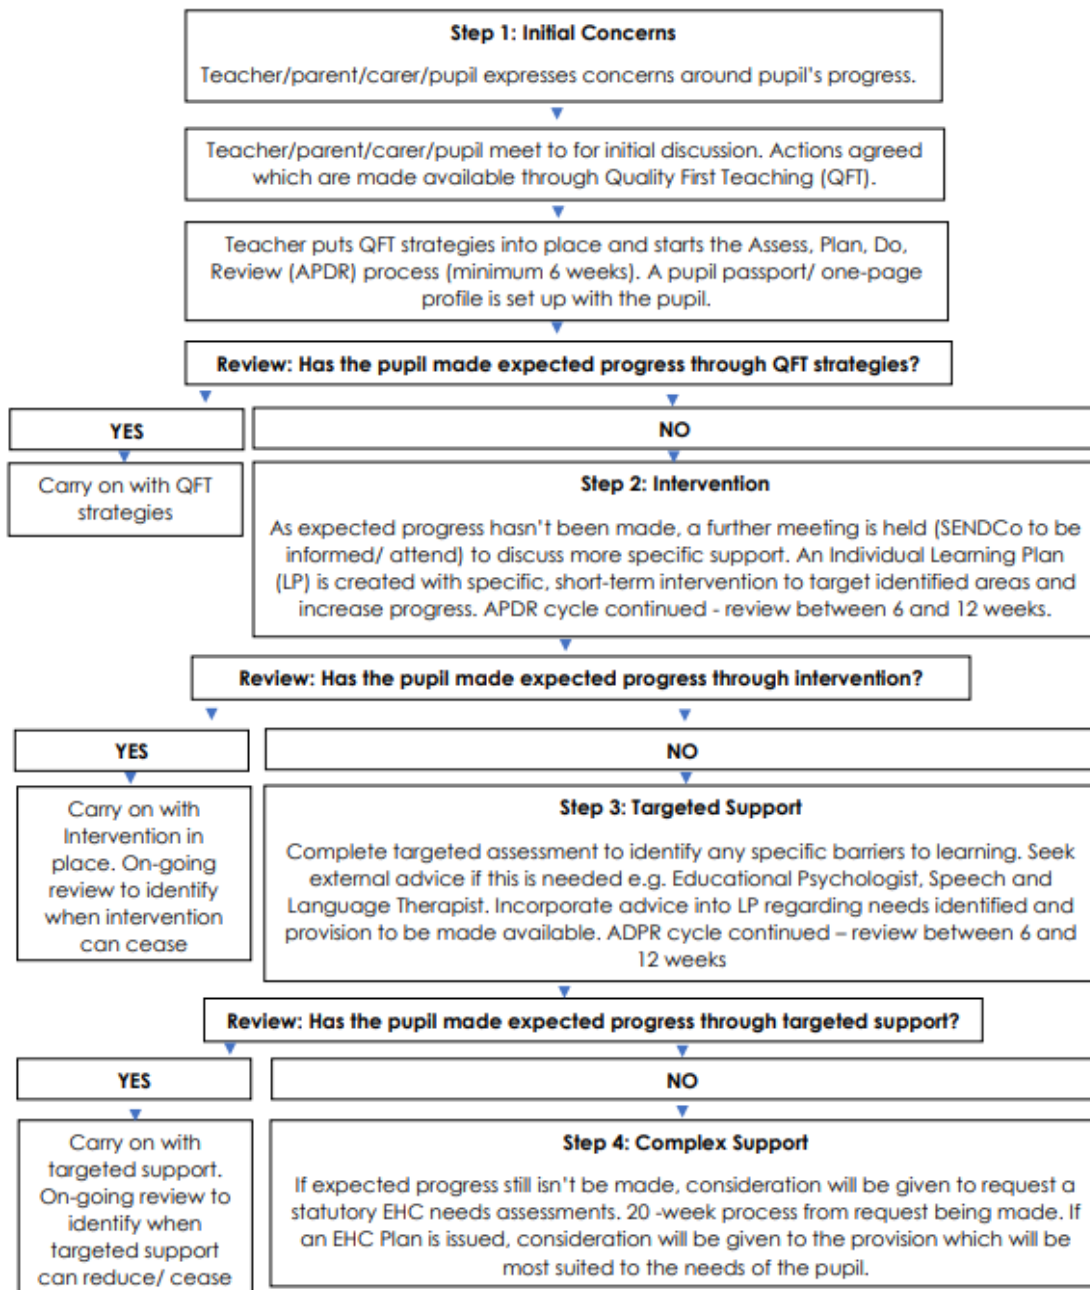 Step 1: Initial Concerns
Teacher/parent/carer/pupil expresses concerns around pupil's progress.
Teacher/parent/carer/pupil meet to for initial discussion. Actions agreed
which are made available through Quality First Teaching (QFT).
Teacher puts QFT strategies into place and starts the Assess, Plan, Do,
Review (APDR) process (minimum 6 weeks). A pupil passport/ one-page
profile is set up with the pupil.
Review: Has the pupil made expected progress through QFT strategies?
YES
Carry on with QFT
strategies
NO
Step 2: Intervention
As expected progress hasn't been made, a further meeting is held (SENDCo to be
informed/ attend) to discuss more specific support. An Individual Learning Plan
(LP) is created with specific, short-term intervention to target identified areas and
increase progress. APDR cycle continued - review between 6 and 12 weeks.
Review: Has the pupil made expected progress through intervention?
YES
Carry on with
Intervention in
place. On-going
review to identify
when intervention
can cease
NO
Step 3: Targeted Support
Complete targeted assessment to identify any specific barriers to learning. Seek
external advice if this is needed e.g. Educational Psychologist, Speech and
Language Therapist. Incorporate advice into LP regarding needs identified and
provision to be made available. ADPR cycle continued – review between 6 and
12 weeks
Review: Has the pupil made expected progress through targeted support?
YES
Carry on with
targeted support.
On-going review to
identify when
targeted support
can reduce/ cease
NO
Step 4: Complex Support
If expected progress still isn't be made, consideration will be given to request a
statutory EHC needs assessments. 20 -week process from request being made. If
an EHC Plan is issued, consideration will be given to the provision which will be
most suited to the needs of the pupil.